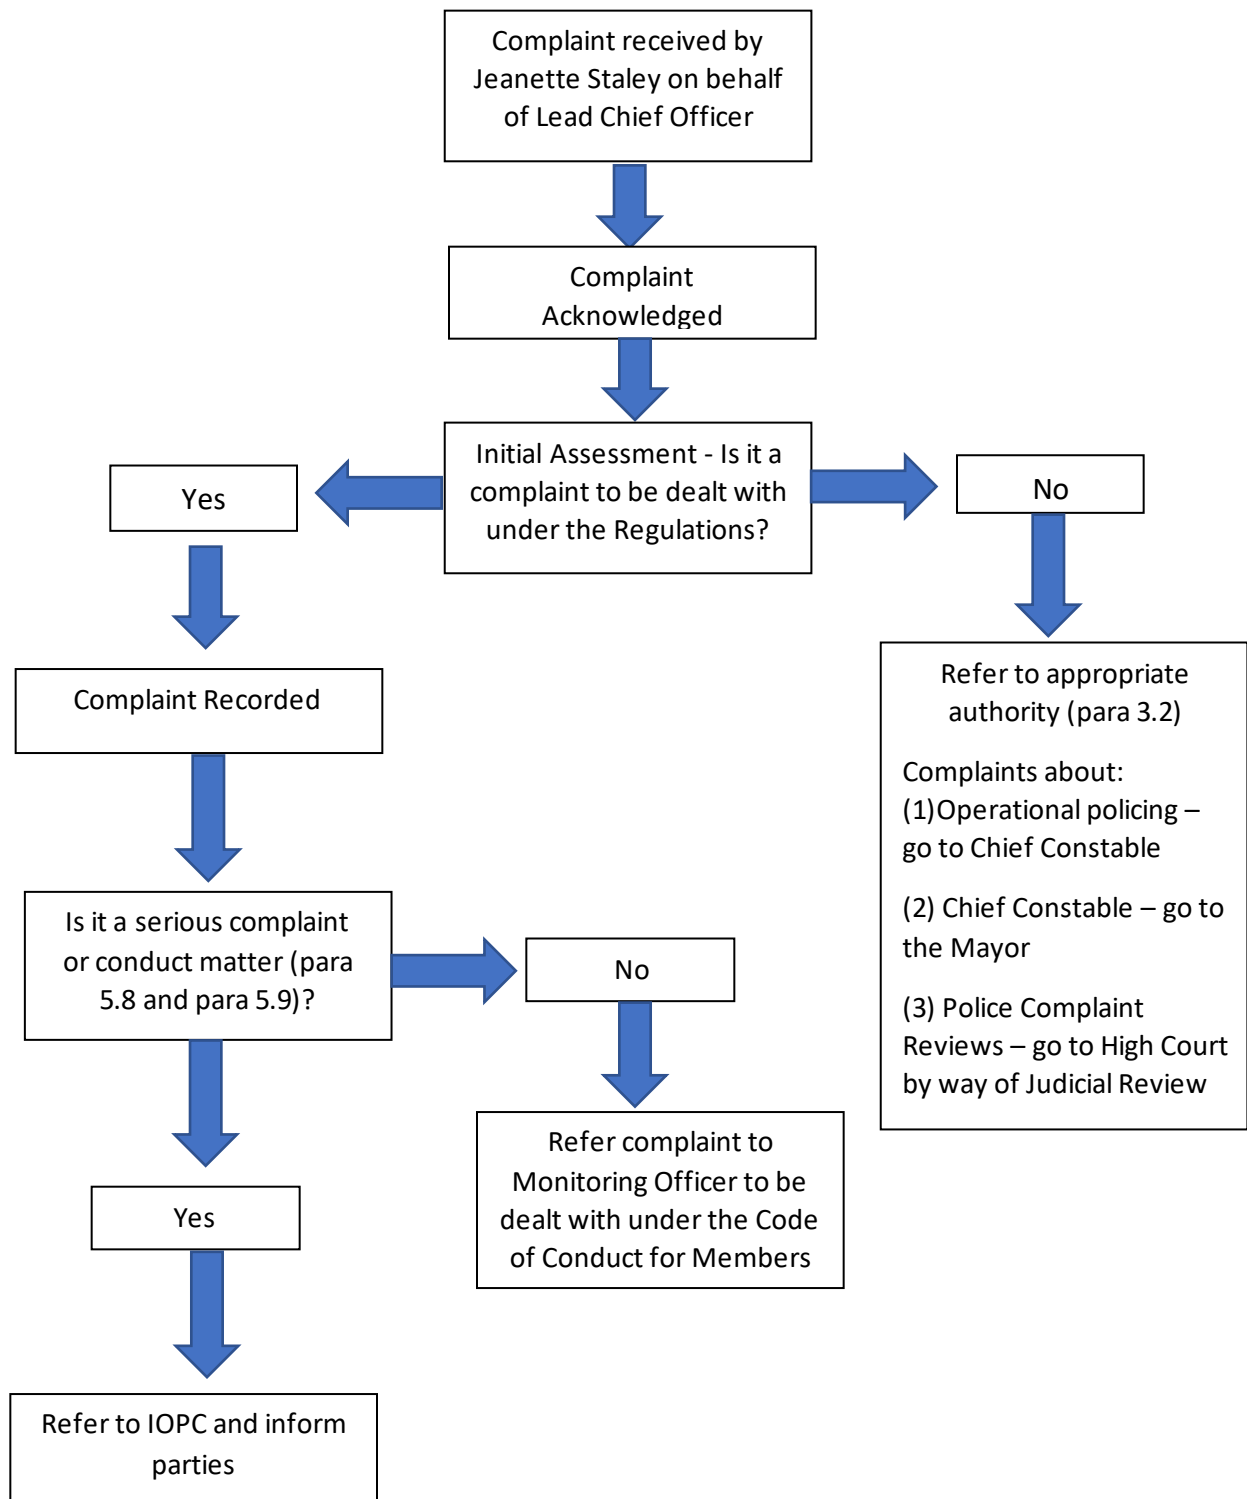 Complaint received by
Jeanette Staley on behalf
of Lead Chief Officer
Complaint
Acknowledged
Initial Assessment - Is it a
complaint to be dealt with
under the Regulations?
Yes
No
Complaint Recorded
Refer to appropriate
authority (para 3.2)
Complaints about:
(1)Operational policing –
go to Chief Constable
(2) Chief Constable – go to
the Mayor
(3) Police Complaint
Reviews – go to High Court
by way of Judicial Review
Is it a serious complaint
or conduct matter (para
5.8 and para 5.9)?
No
Refer complaint to
Monitoring Officer to be
dealt with under the Code
of Conduct for Members
Yes
Refer to IOPC and inform
parties